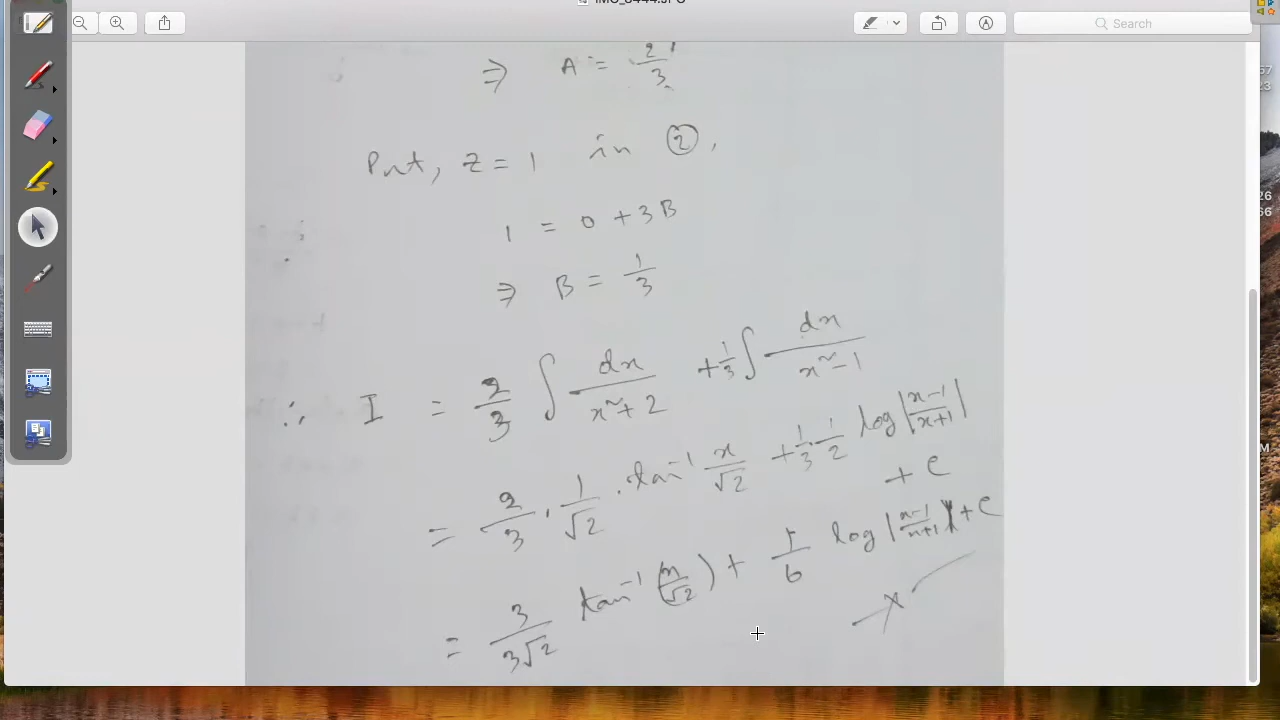 IMG_8444.JPG
Search
⇒ A = 2/3
Put, z = 1 in ②,
1 = 0 + 3B
⇒ B = 1/3
∴ I = 2/3 ∫ dx/(x² + 2) + 1/3 ∫ dx/(x² - 1)
= 2/3 · 1/√2 · tan⁻¹ x/√2 + 1/3 · 1/2 log |(x-1)/(x+1)| + C
= 3/(3√2) tan⁻¹ (x/√2) + 1/6 log |(x-1)/(x+1)| + C